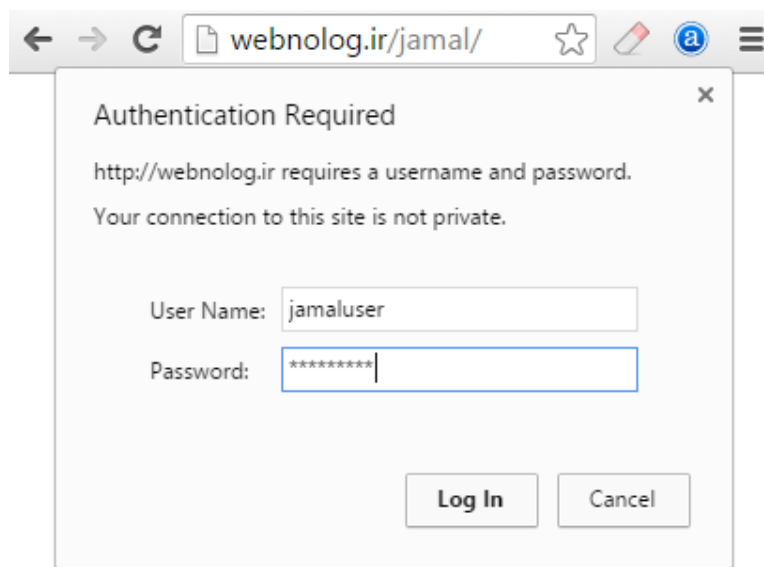 webnolog.ir/jamal/
a
Authentication Required
http://webnolog.ir requires a username and password.
Your connection to this site is not private.
User Name: jamaluser
Password: *********
Log In Cancel